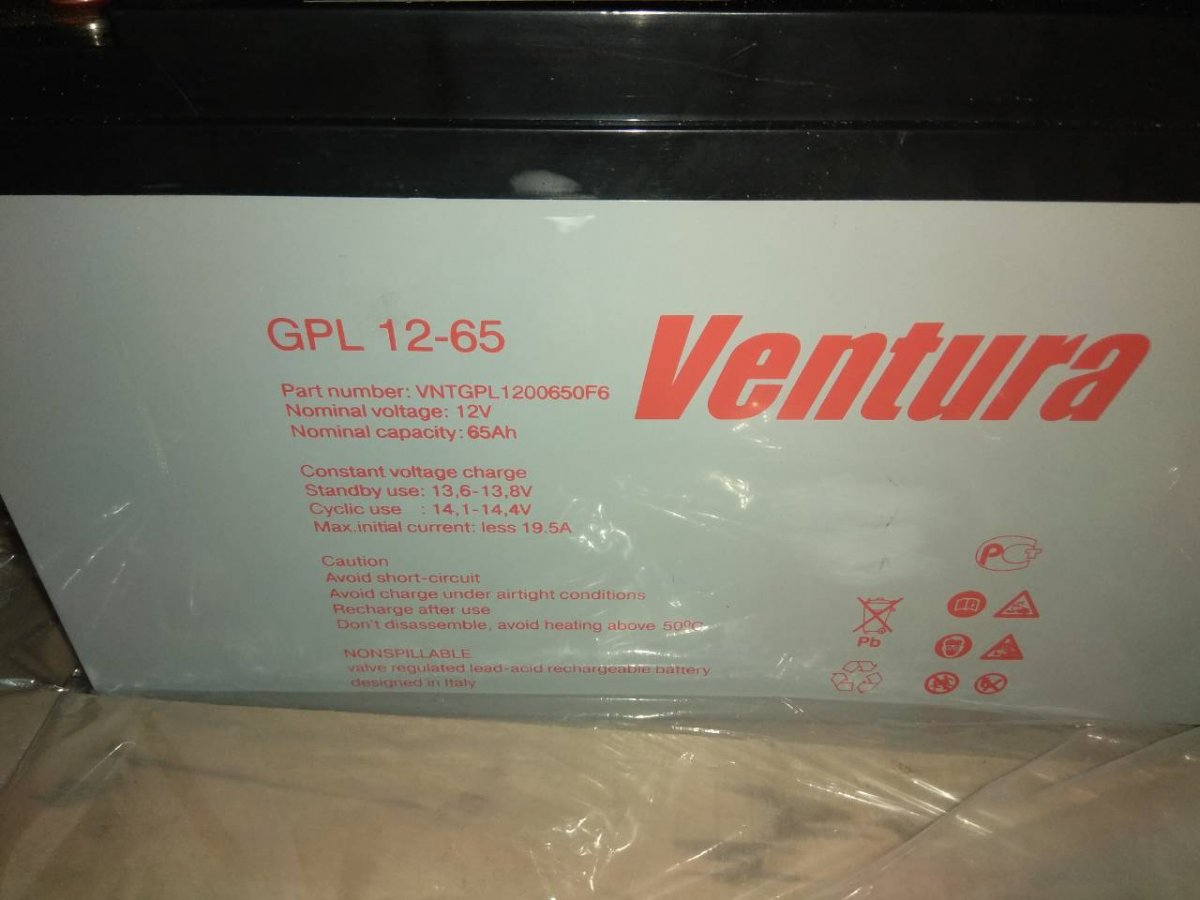 GPL 12-65
Ventura
Part number: VNTGPL1200650F6
Nominal voltage: 12V
Nominal capacity: 65Ah
Constant voltage charge
Standby use: 13,6-13,8V
Cyclic use : 14,1-14,4V
Max.initial current: less 19.5A
Caution
Avoid short-circuit
Avoid charge under airtight conditions
Recharge after use
Don't disassemble, avoid heating above 50ºC
NONSPILLABLE
valve regulated lead-acid rechargeable battery
designed in Italy
PC+
Pb